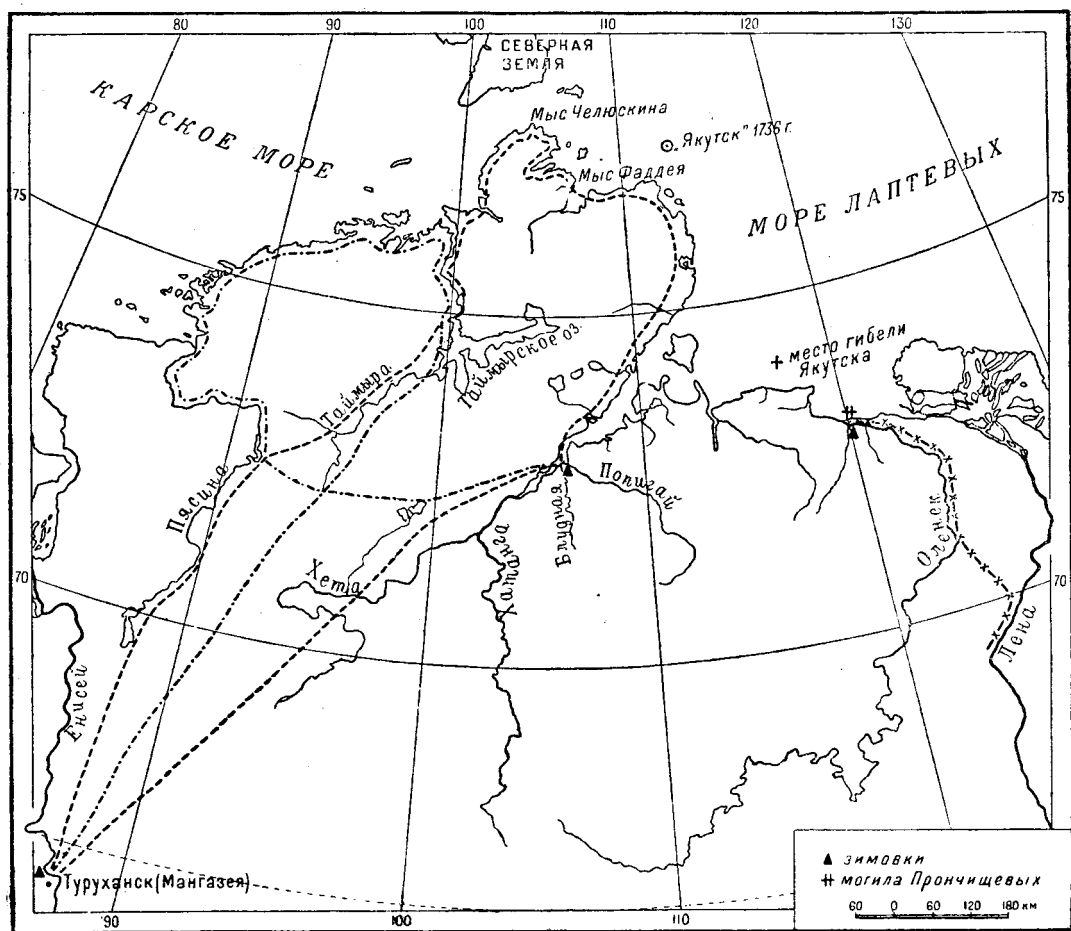 80
90
100
110
120
130
СЕВЕРНАЯ
ЗЕМЛЯ
КАРСКОЕ МОРЕ
Мыс Челюскина
„Якутск" 1736 г.
Мыс Фаддея
МОРЕ ЛАПТЕВЫХ
75
75
Таймырское оз.
Таймыра
место гибели
Якутска
Пясина
Попигай
Блудная
Хатанга
Хета
Оленек
Лена
70
70
Енисей
Туруханск (Мангазея)
зимовки
могила Прончищевых
60 0 60 120 180 км
90
100
110